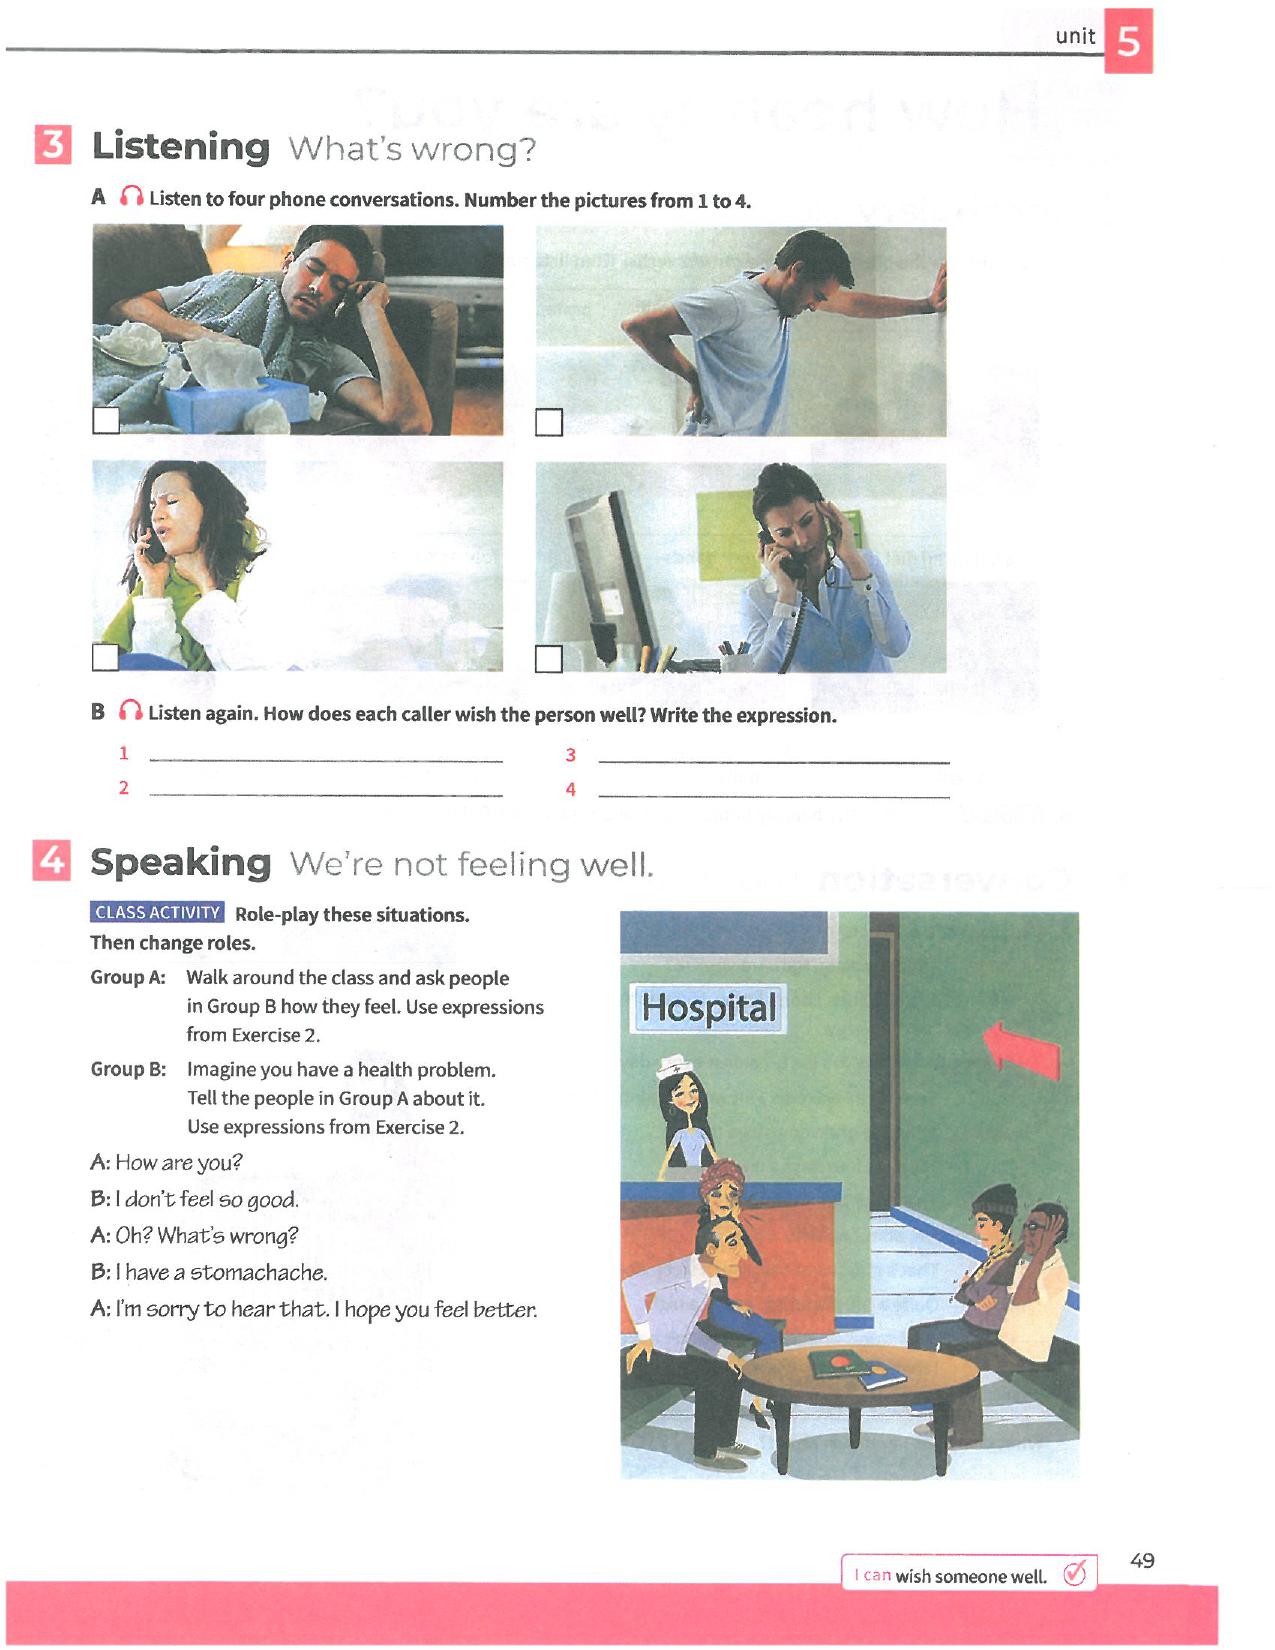 unit 5
3 Listening What's wrong?
A Listen to four phone conversations. Number the pictures from 1 to 4.
B Listen again. How does each caller wish the person well? Write the expression.
1
3
2
4
4 Speaking We're not feeling well.
CLASS ACTIVITY Role-play these situations.
Then change roles.
Group A: Walk around the class and ask people
in Group B how they feel. Use expressions
from Exercise 2.
Group B: Imagine you have a health problem.
Tell the people in Group A about it.
Use expressions from Exercise 2.
A: How are you?
B: I don't feel so good.
A: Oh? What's wrong?
B: I have a stomachache.
A: I'm sorry to hear that. I hope you feel better.
Hospital
I can wish someone well.
49